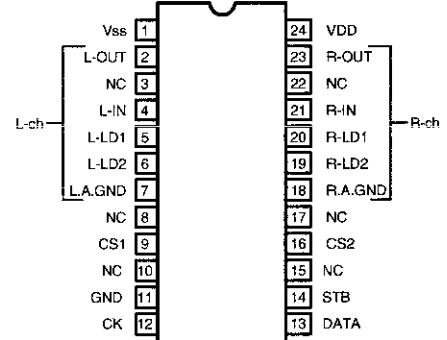 Vss 1 24 VDD
L-OUT 2 23 R-OUT
NC 3 22 NC
L-IN 4 21 R-IN
L-ch R-ch
L-LD1 5 20 R-LD1
L-LD2 6 19 R-LD2
L.A.GND 7 18 R.A.GND
NC 8 17 NC
CS1 9 16 CS2
NC 10 15 NC
GND 11 14 STB
CK 12 13 DATA